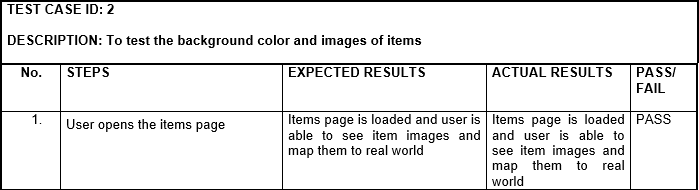 TEST CASE ID: 2
DESCRIPTION: To test the background color and images of items
No. STEPS EXPECTED RESULTS ACTUAL RESULTS PASS/
FAIL
1. User opens the items page
Items page is loaded and user is
able to see item images and
map them to real world
Items page is loaded
and user is able to
see item images and
map them to real
world
PASS